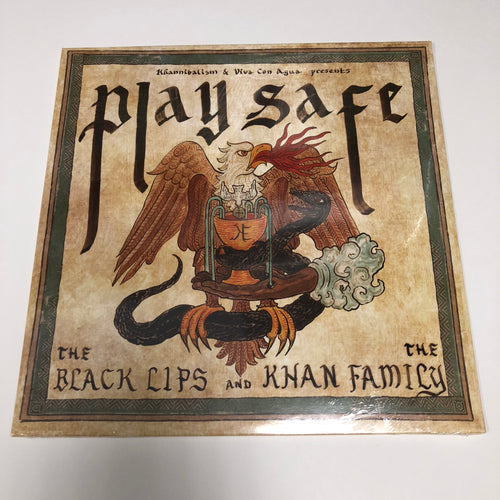 Khannibalism & Viva Con Agua presents
play safe
THE THE
BLACK LIPS AND KHAN FAMILY